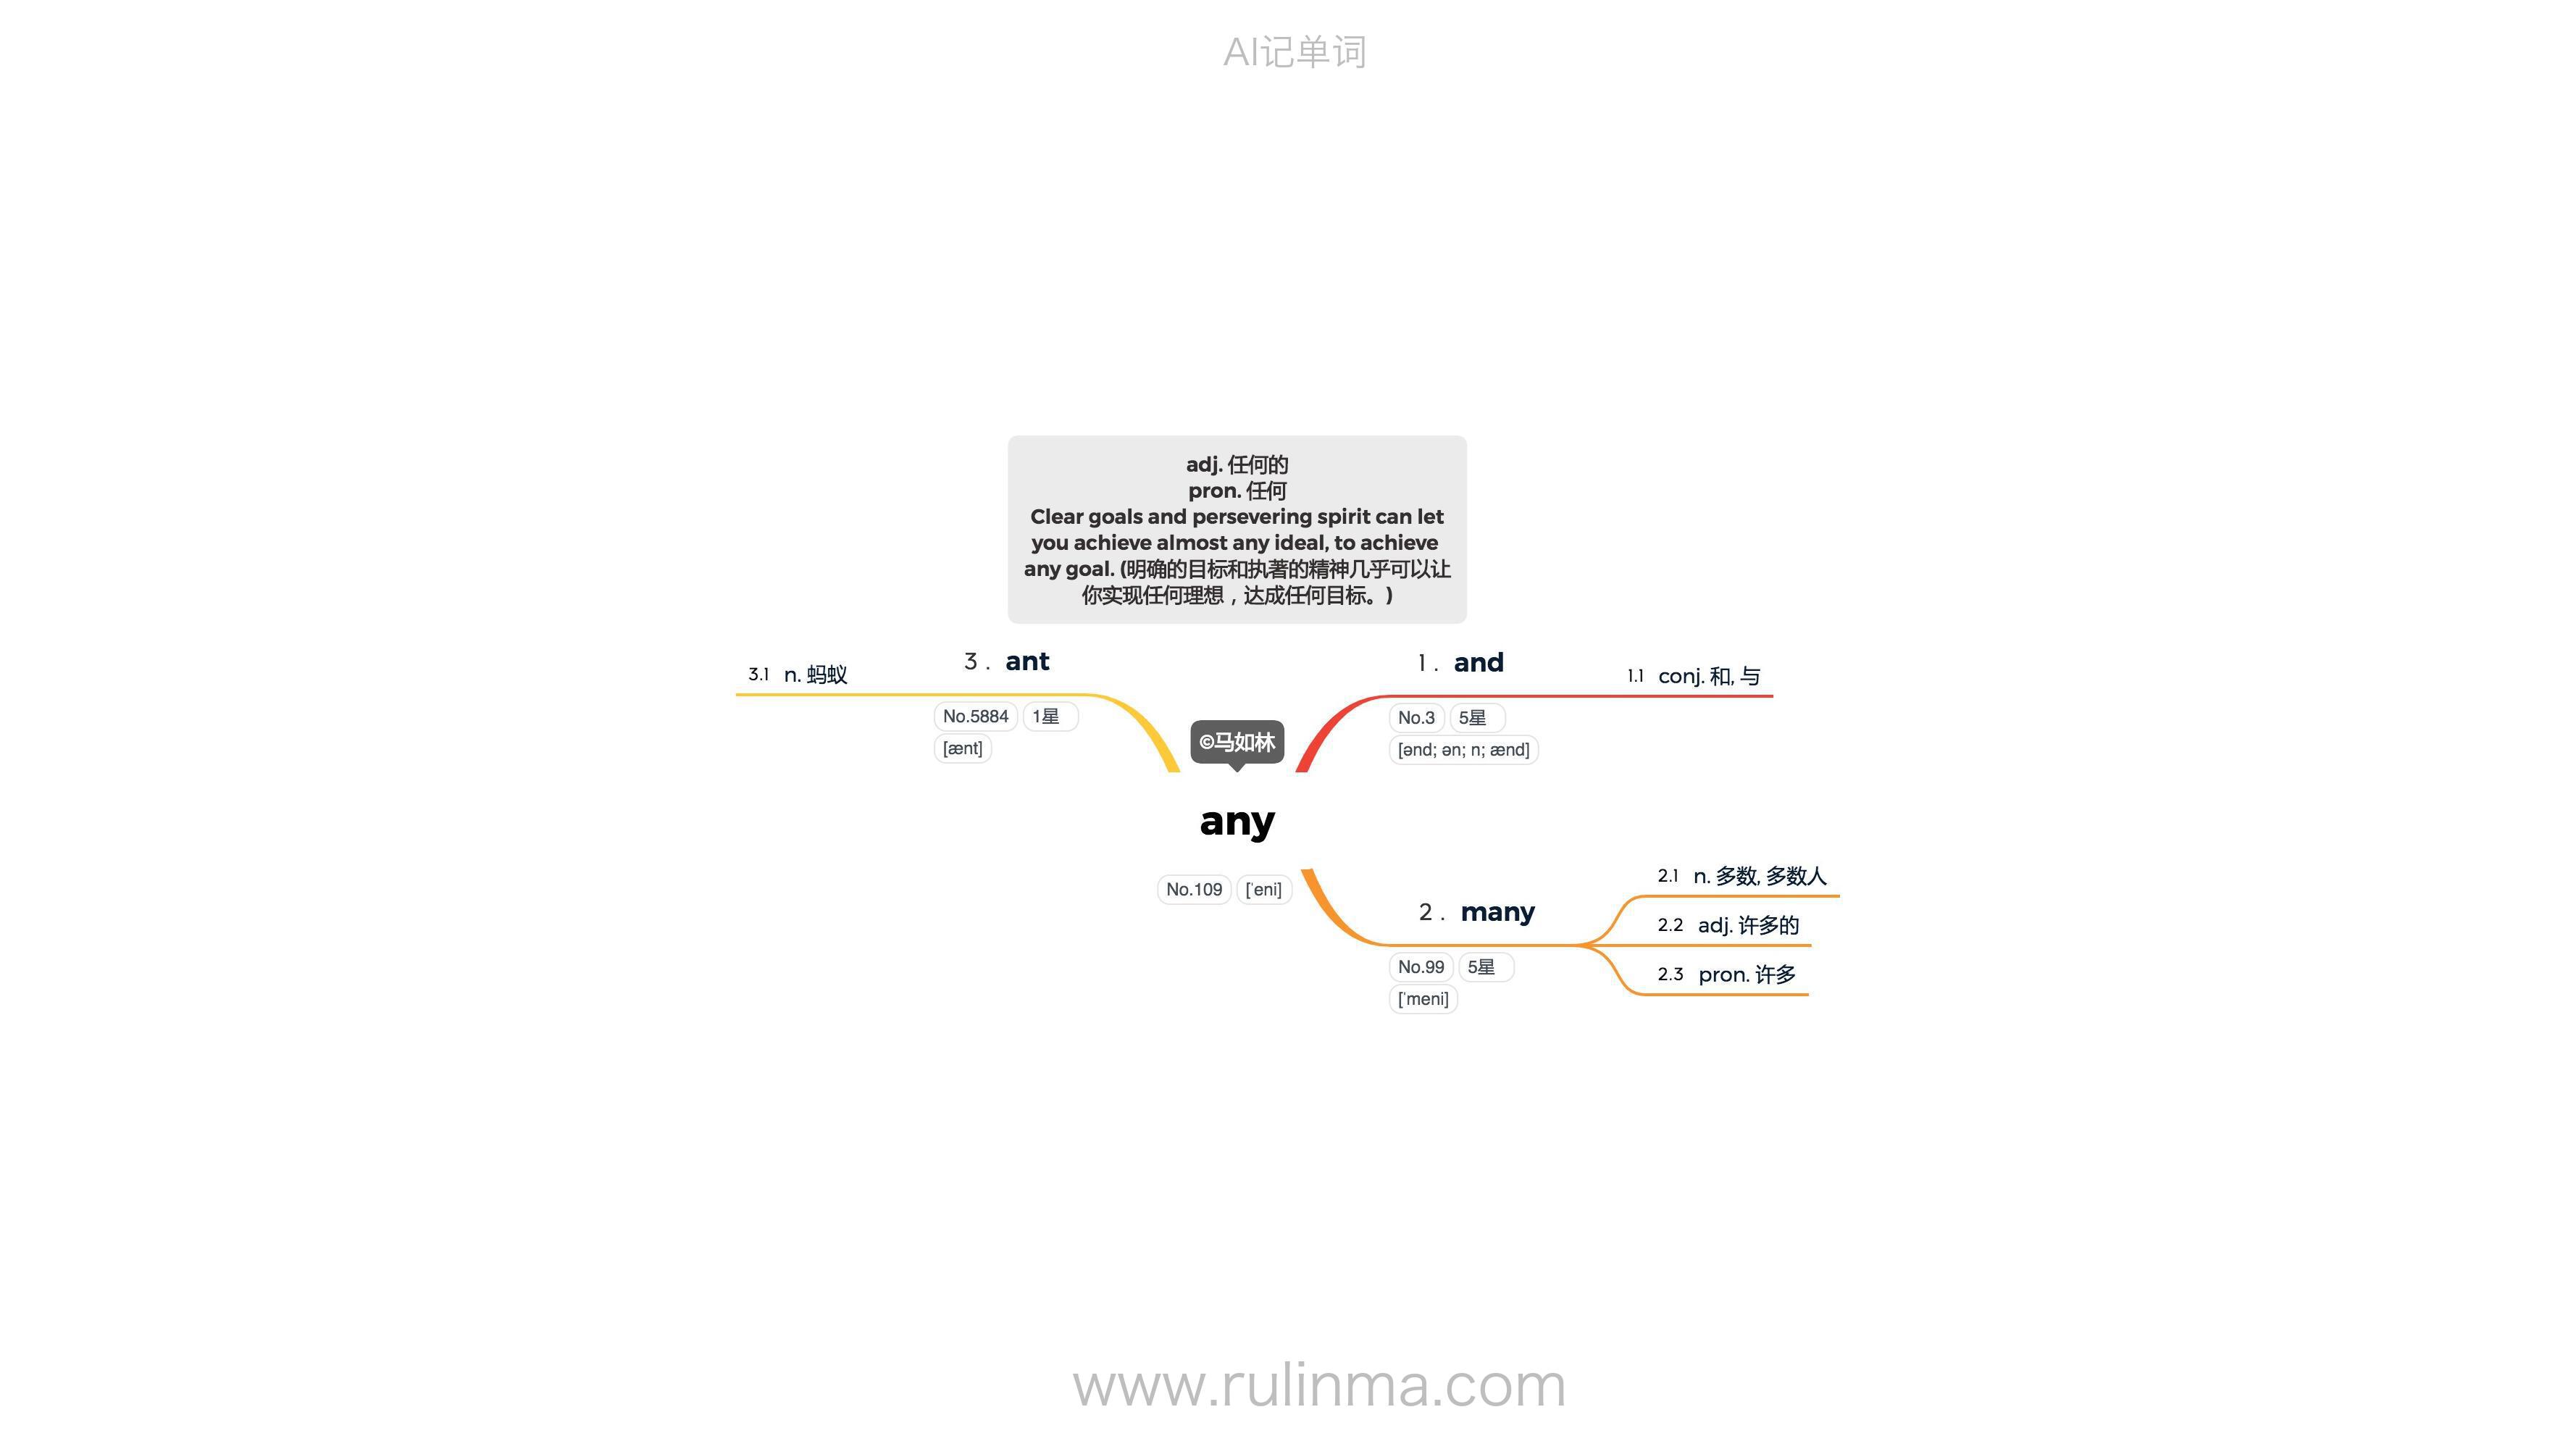 AI记单词
adj. 任何的
pron. 任何
Clear goals and persevering spirit can let
you achieve almost any ideal, to achieve
any goal. (明确的目标和执著的精神几乎可以让
你实现任何理想，达成任何目标。)
©马如林
any
No.109 ['eni]
1. and
No.3 5星
[ənd; ən; n; ænd]
1.1 conj. 和, 与
2. many
No.99 5星
['meni]
2.1 n. 多数, 多数人
2.2 adj. 许多的
2.3 pron. 许多
3. ant
No.5884 1星
[ænt]
3.1 n. 蚂蚁
www.rulinma.com